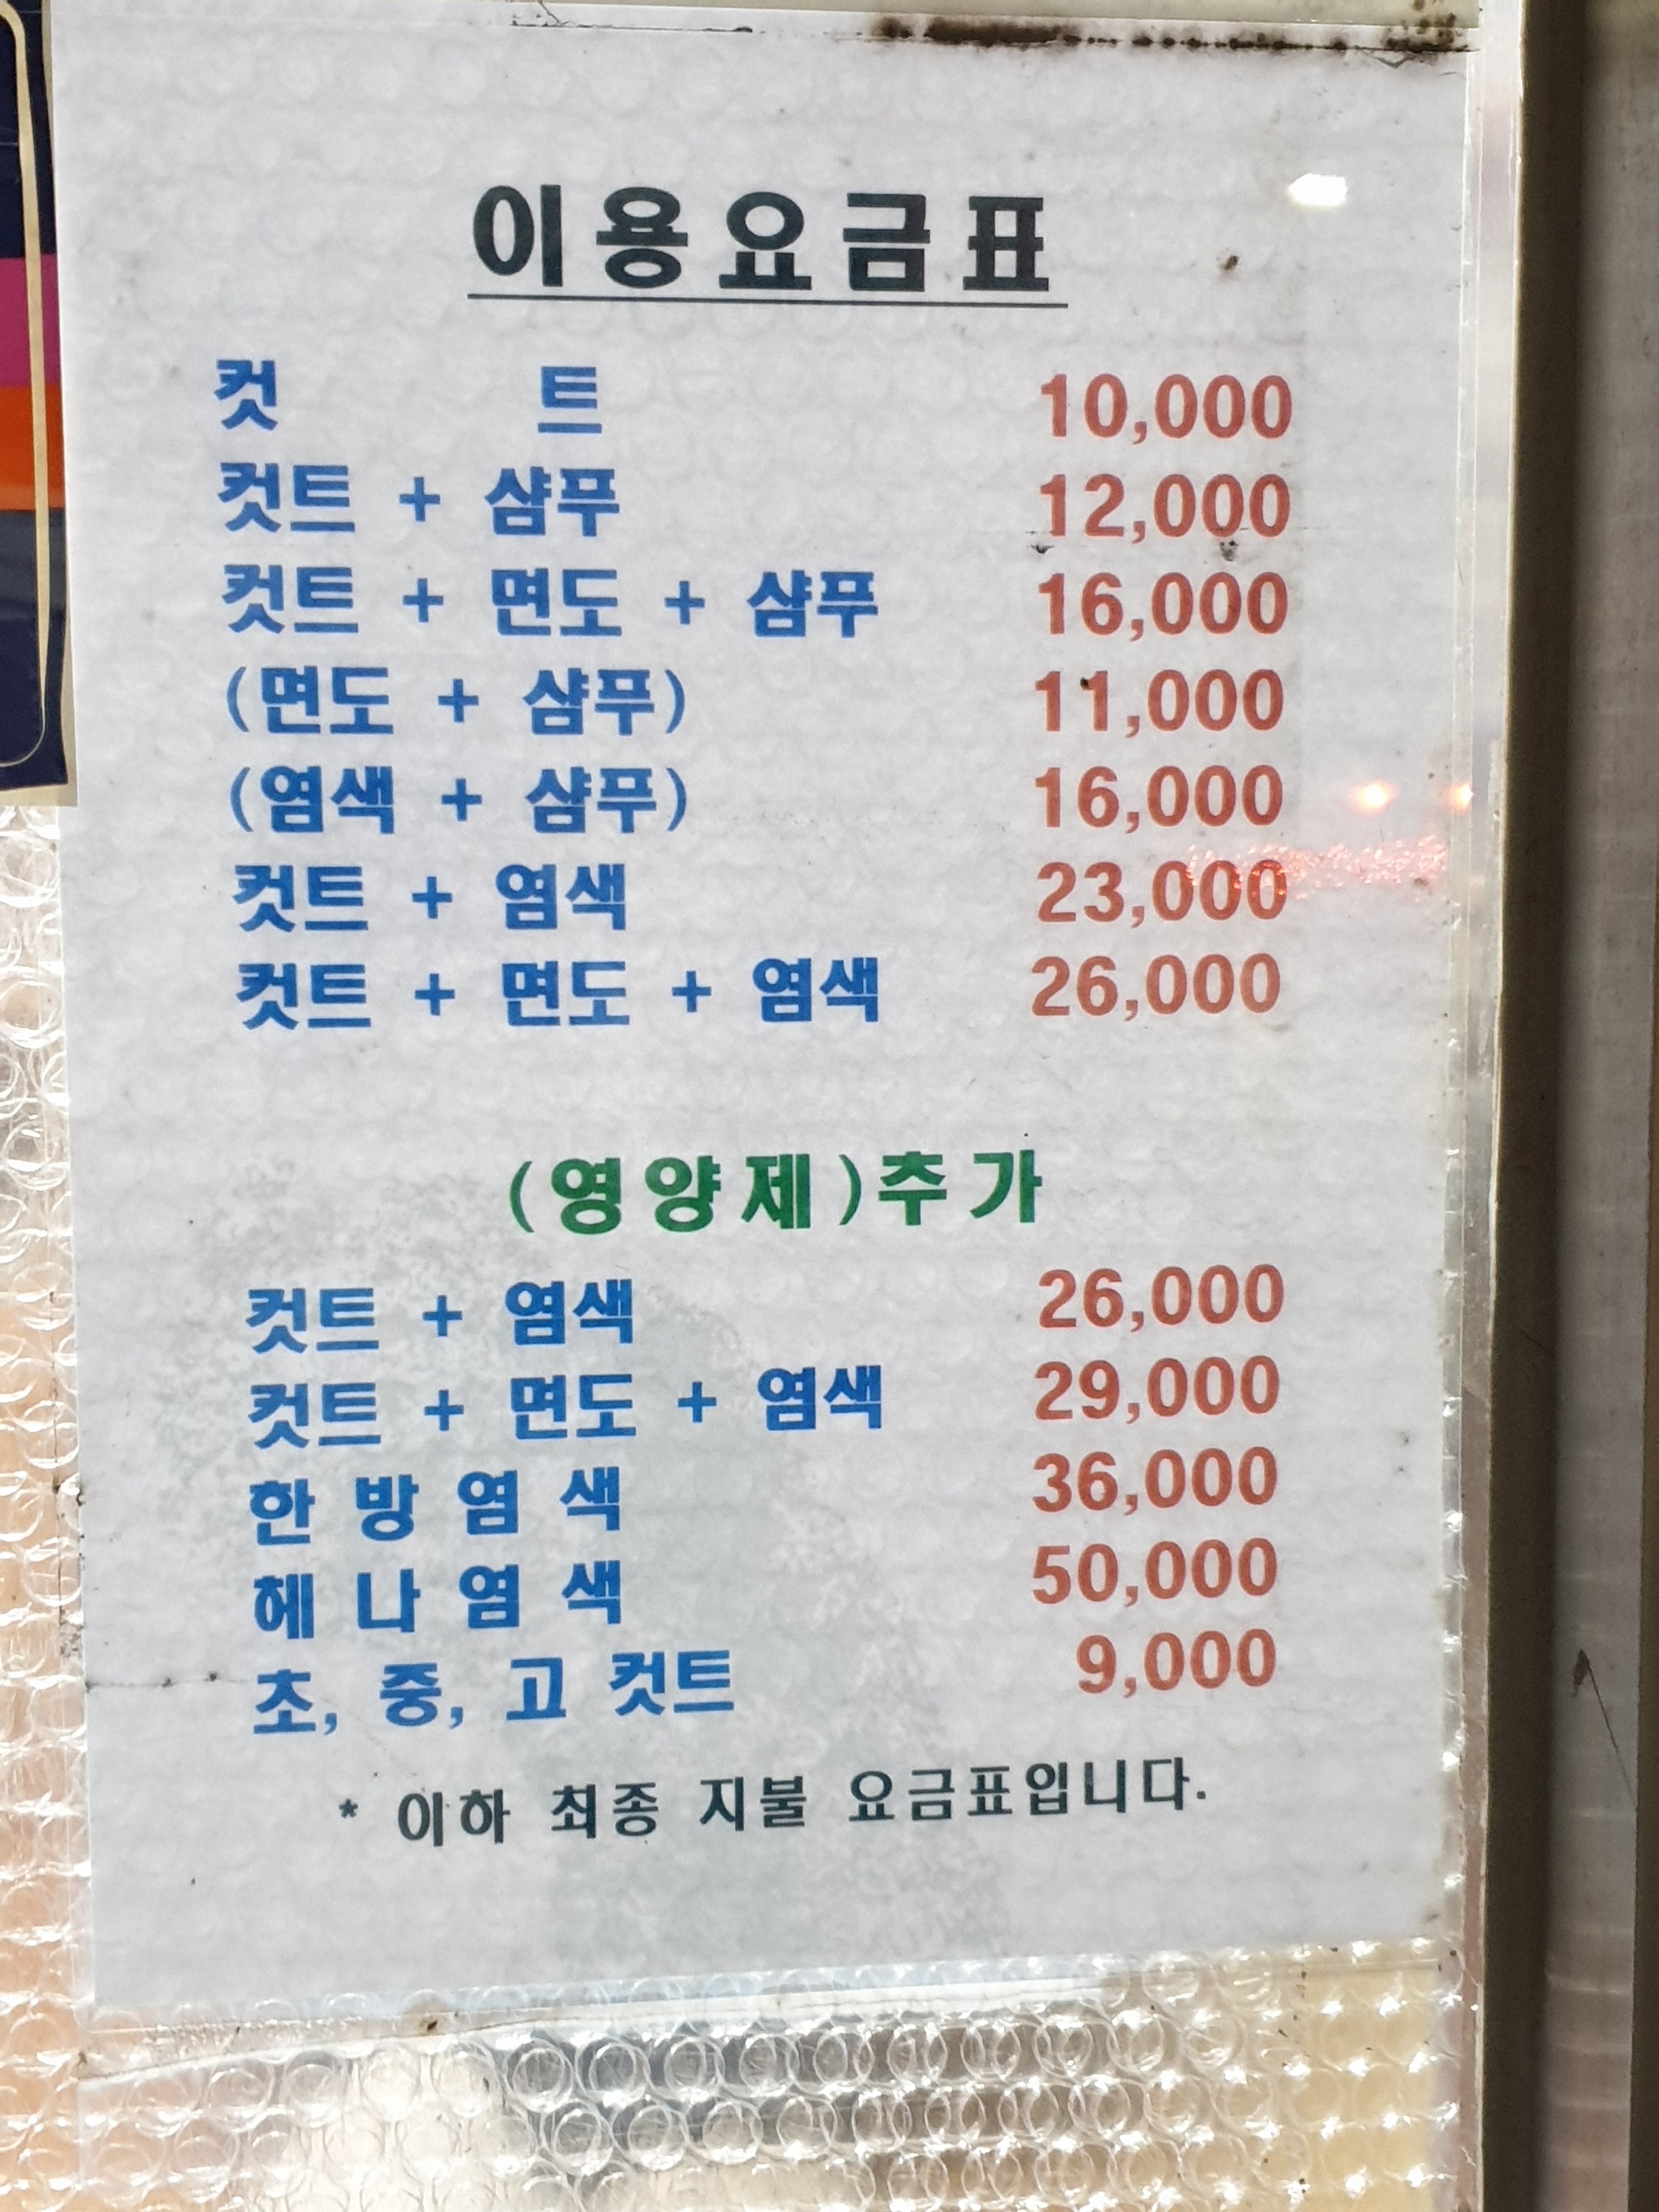 이용요금표
컷 트 10,000
컷트 + 샴푸 12,000
컷트 + 면도 + 샴푸 16,000
(면도 + 샴푸) 11,000
(염색 + 샴푸) 16,000
컷트 + 염색 23,000
컷트 + 면도 + 염색 26,000
(영양제)추가
컷트 + 염색 26,000
컷트 + 면도 + 염색 29,000
한방염색 36,000
헤나염색 50,000
초, 중, 고 컷트 9,000
* 이하 최종 지불 요금표입니다.